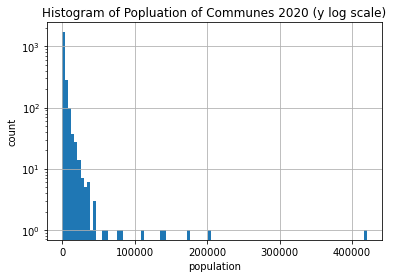 Histogram of Popluation of Communes 2020 (y log scale)
10³
10²
10¹
10⁰
count
0 100000 200000 300000 400000
population